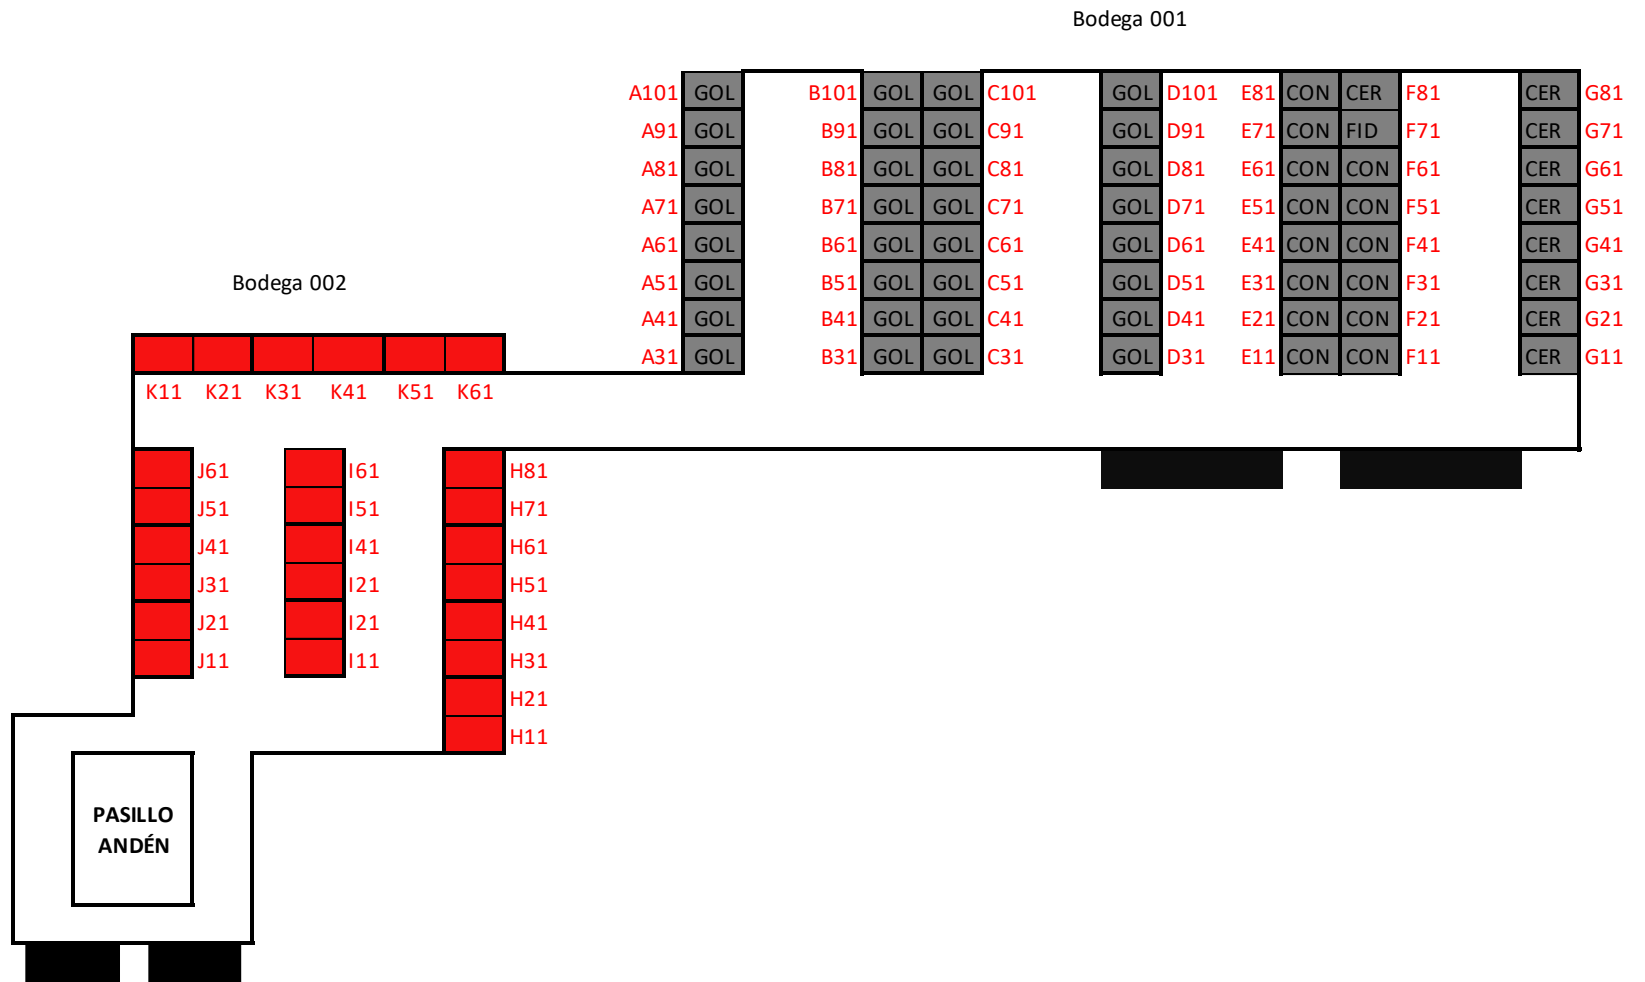 Bodega 001
A101 GOL B101 GOL GOL C101 GOL D101 E81 CON CER F81 CER G81
A91 GOL B91 GOL GOL C91 GOL D91 E71 CON FID F71 CER G71
A81 GOL B81 GOL GOL C81 GOL D81 E61 CON CON F61 CER G61
A71 GOL B71 GOL GOL C71 GOL D71 E51 CON CON F51 CER G51
A61 GOL B61 GOL GOL C61 GOL D61 E41 CON CON F41 CER G41
Bodega 002 A51 GOL B51 GOL GOL C51 GOL D51 E31 CON CON F31 CER G31
A41 GOL B41 GOL GOL C41 GOL D41 E21 CON CON F21 CER G21
A31 GOL B31 GOL GOL C31 GOL D31 E11 CON CON F11 CER G11
K11 K21 K31 K41 K51 K61
J61 I61 H81
J51 I51 H71
J41 I41 H61
J31 I21 H51
J21 I21 H41
J11 I11 H31
H21
H11
PASILLO
ANDÉN